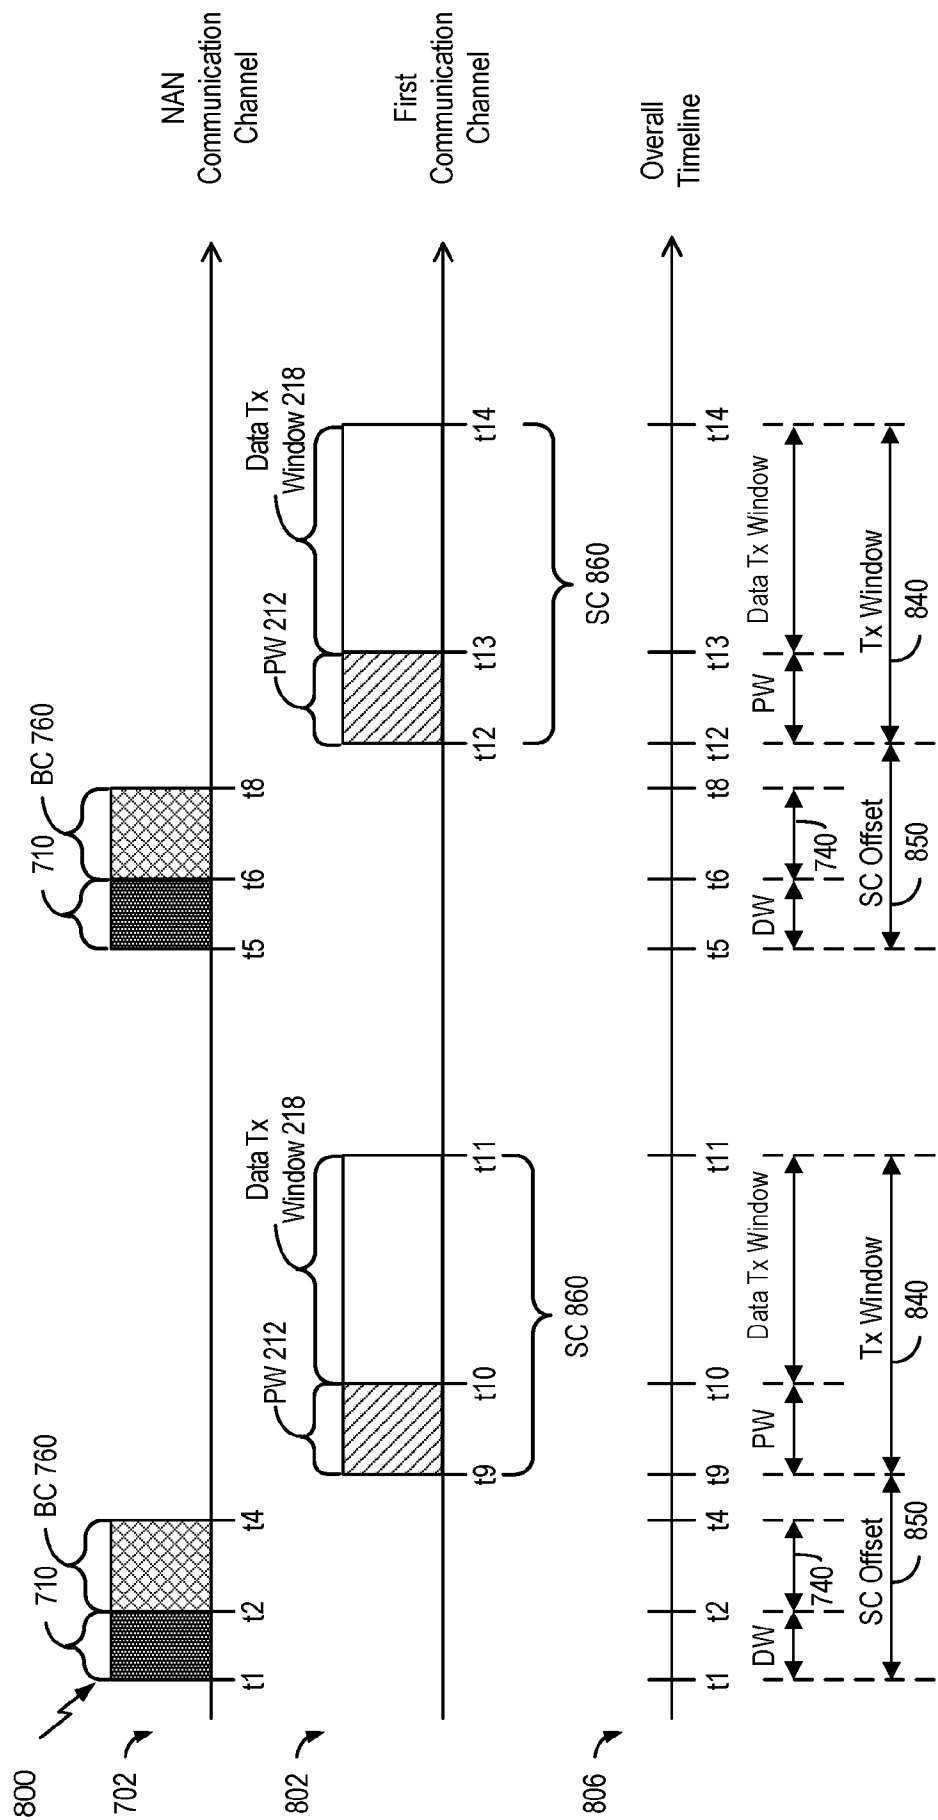 800
702
710
BC 760
t1
t2
t4
710
BC 760
t5
t6
t8
NAN
Communication
Channel
802
PW 212
Data Tx
Window 218
t9
t10
t11
SC 860
PW 212
Data Tx
Window 218
t12
t13
t14
SC 860
First
Communication
Channel
806
t1
t2
t4
t9
t10
t11
t5
t6
t8
t12
t13
t14
Overall
Timeline
DW
740
PW
Data Tx Window
DW
740
PW
Data Tx Window
SC Offset
850
Tx Window
840
SC Offset
850
Tx Window
840